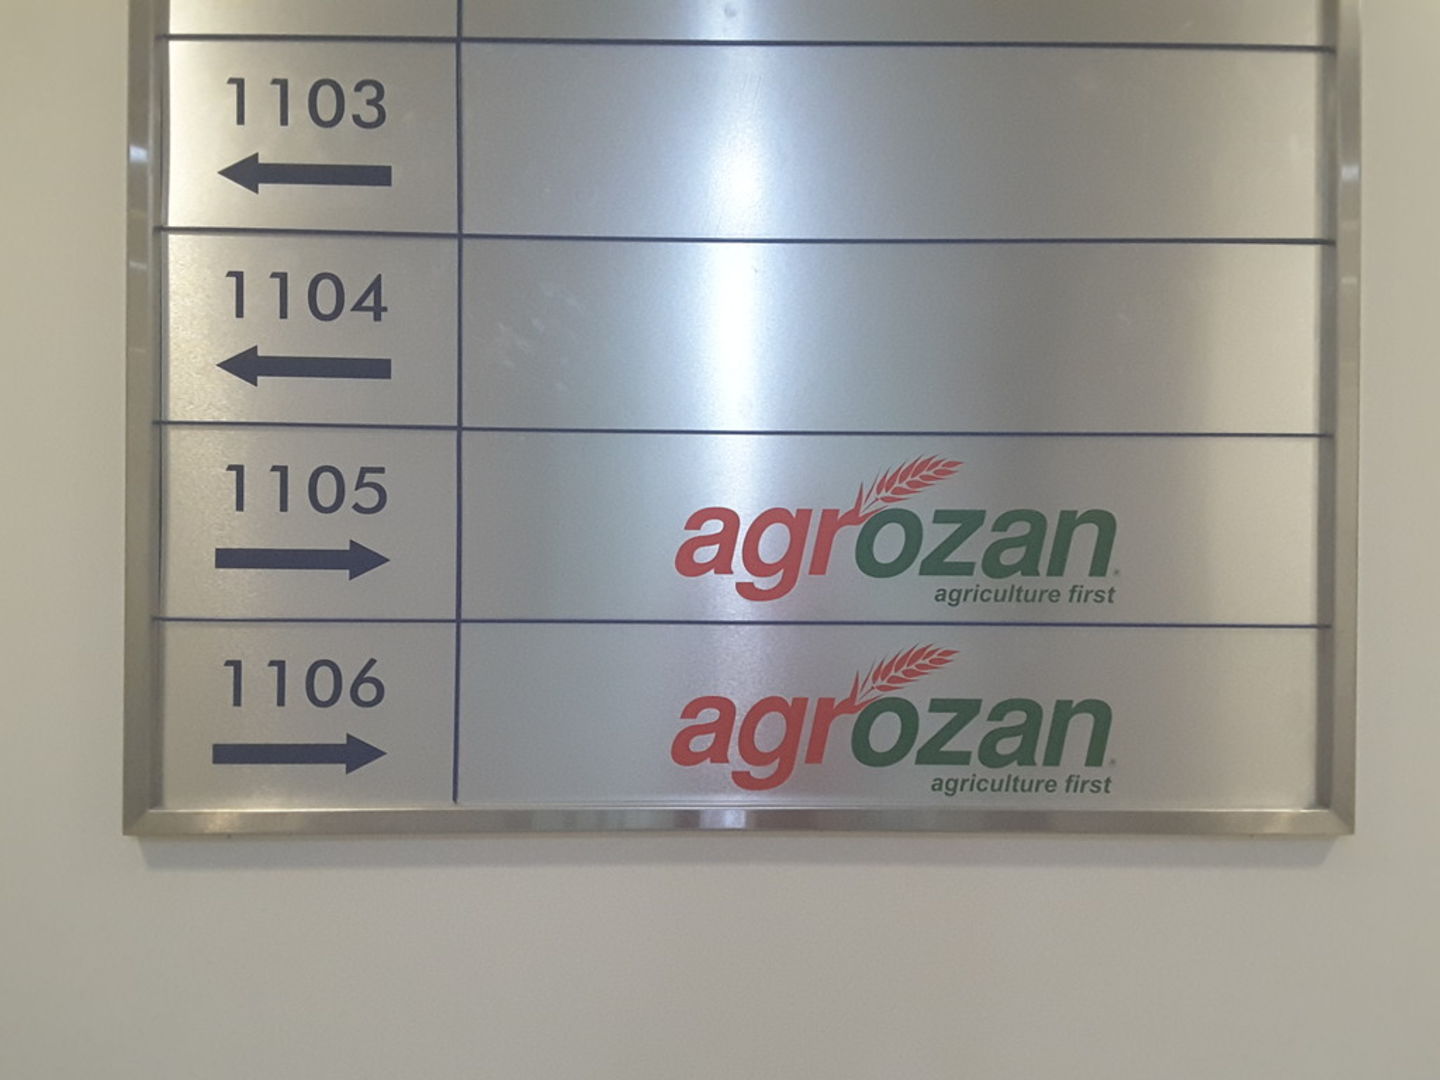 1103
1104
1105
agrozan
agriculture first
1106
agrozan
agriculture first